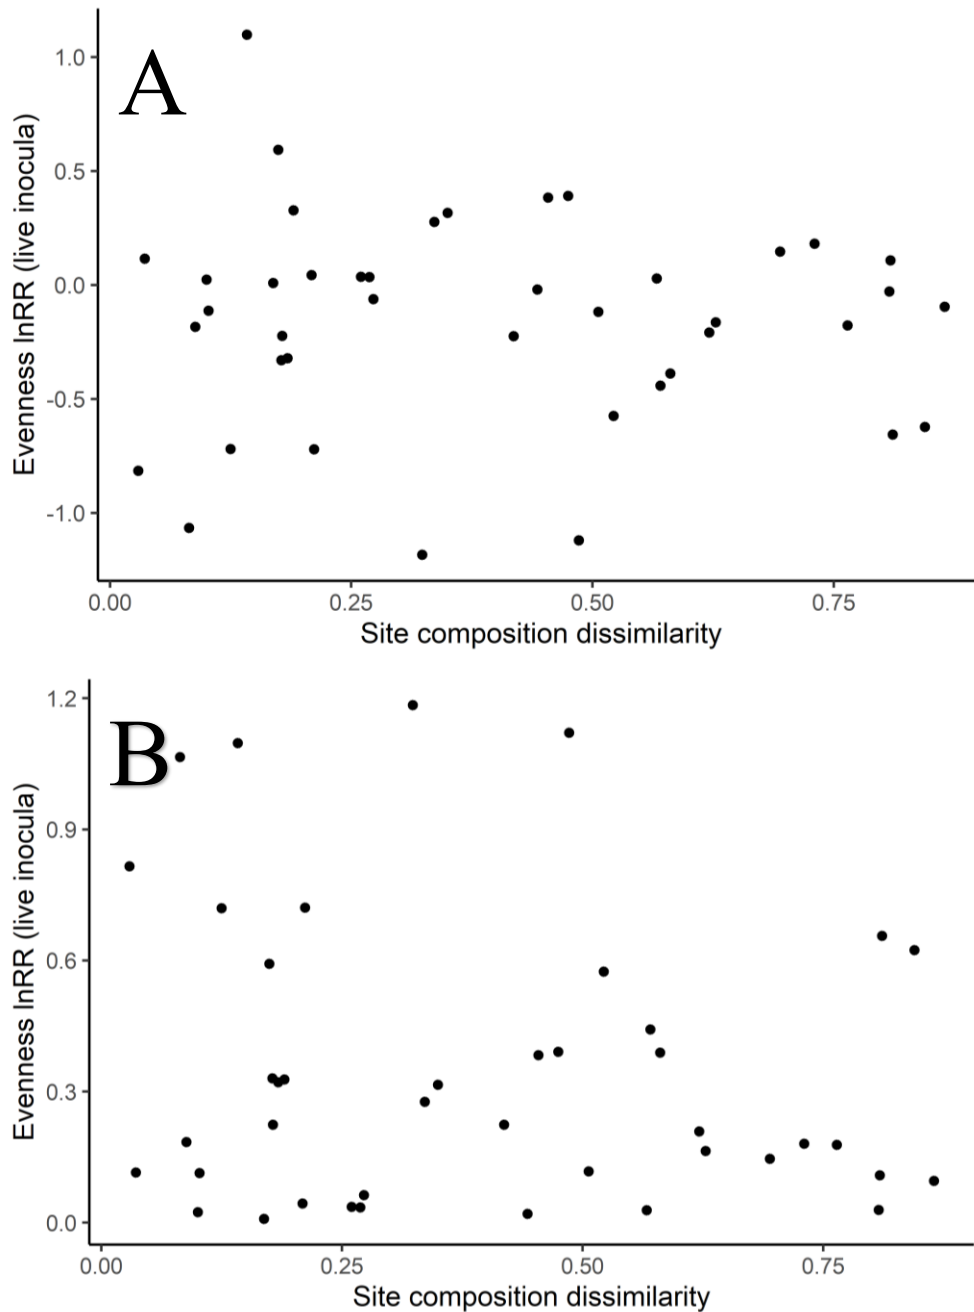 A
Evenness lnRR (live inocula)
1.0
0.5
0.0
-0.5
-1.0
0.00 0.25 0.50 0.75
Site composition dissimilarity
B
Evenness lnRR (live inocula)
1.2
0.9
0.6
0.3
0.0
0.00 0.25 0.50 0.75
Site composition dissimilarity